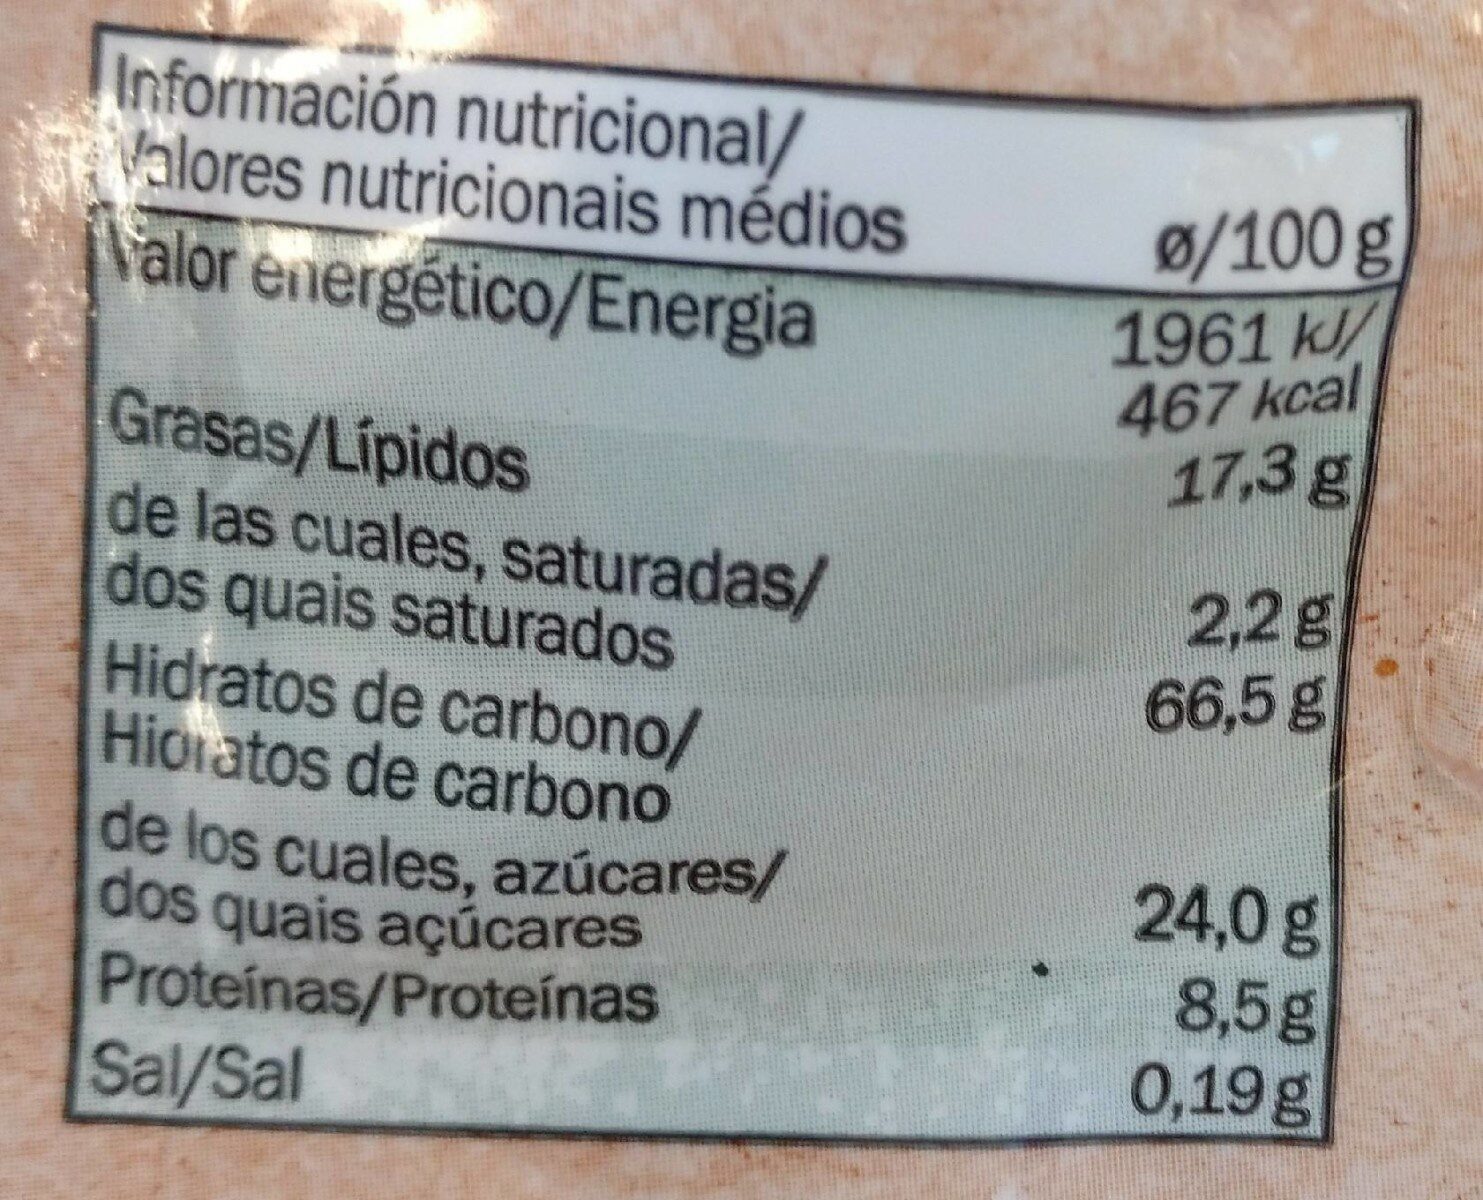 Información nutricional/
Valores nutricionais médios ø/100 g
Valor energético/Energia 1961 kJ/
467 kcal
Grasas/Lípidos 17,3 g
de las cuales, saturadas/
dos quais saturados 2,2 g
Hidratos de carbono/ 66,5 g
Hidratos de carbono
de los cuales, azúcares/
dos quais açúcares 24,0 g
Proteínas/Proteínas 8,5 g
Sal/Sal 0,19 g